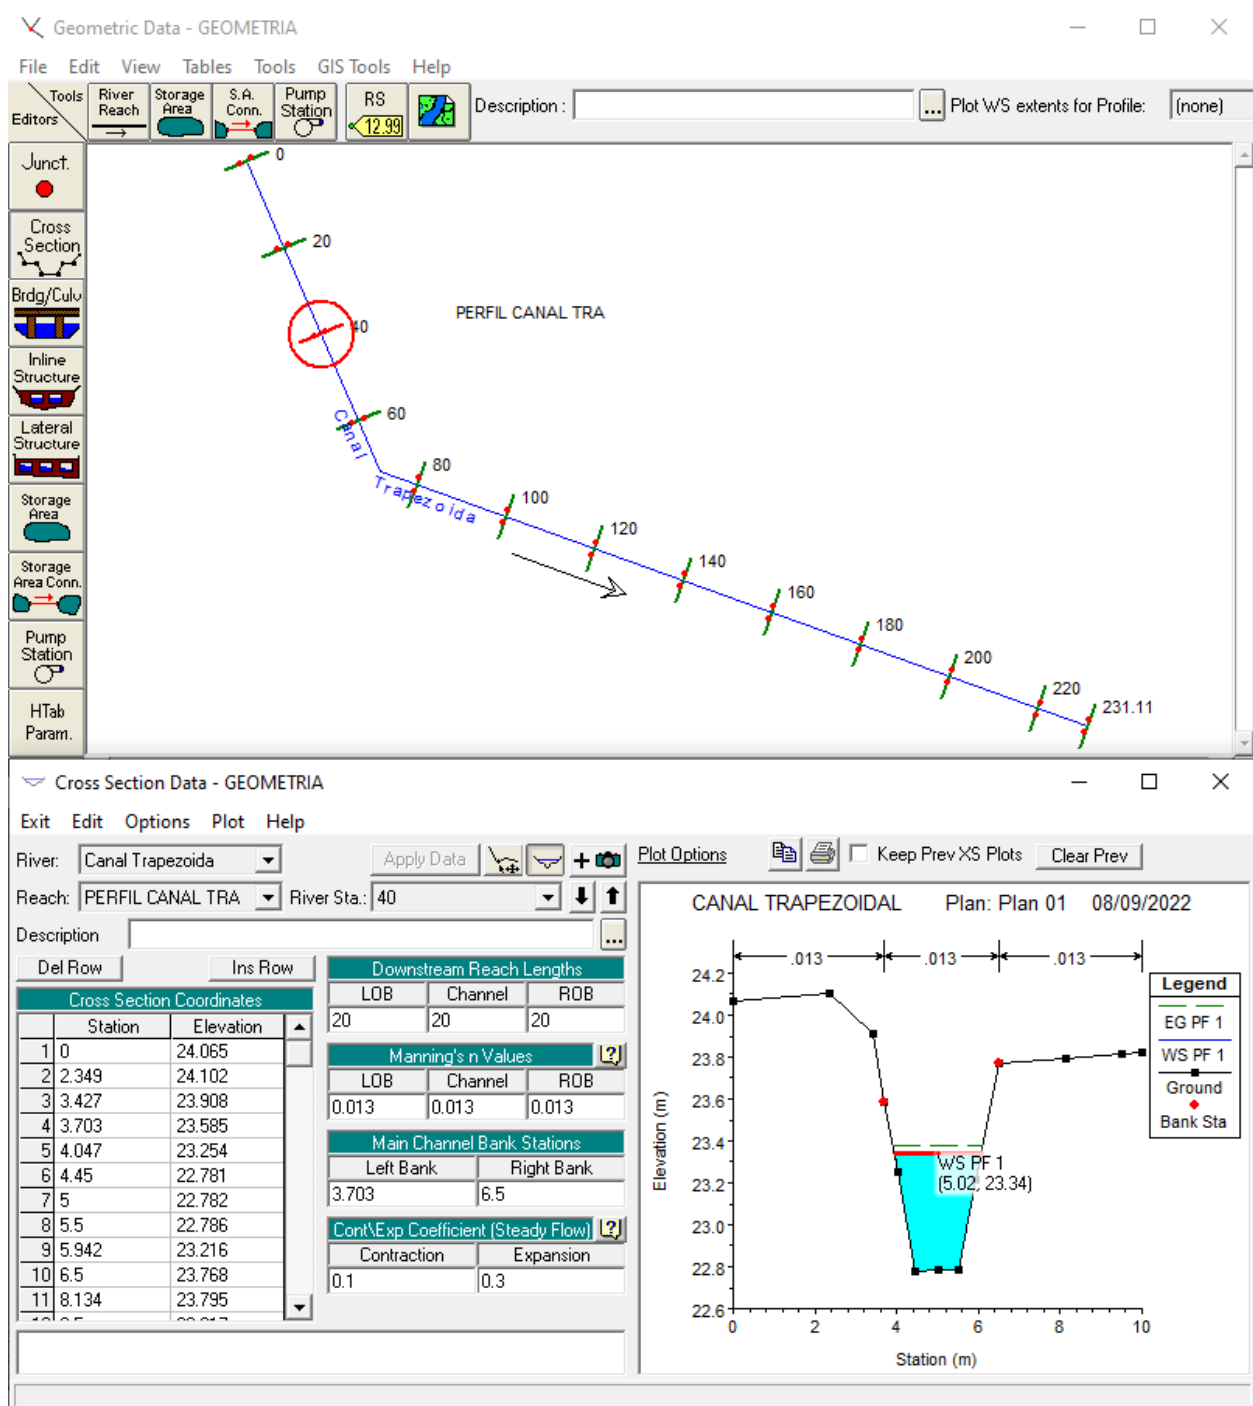 Geometric Data - GEOMETRIA
File Edit View Tables Tools GIS Tools Help
Tools
Editors
River Reach
Storage Area
S.A. Conn.
Pump Station
RS
12.99
Description :
...
Plot WS extents for Profile:
(none)
Junct.
Cross Section
Brdg/Culv
Inline Structure
Lateral Structure
Storage Area
Storage Area Conn.
Pump Station
HTab Param.
0
20
40
PERFIL CANAL TRA
60
Canal Trapezoida
80
100
120
140
160
180
200
220
231.11
Cross Section Data - GEOMETRIA
Exit Edit Options Plot Help
River: Canal Trapezoida
Apply Data
Plot Options
Keep Prev XS Plots
Clear Prev
Reach: PERFIL CANAL TRA River Sta.: 40
Description
...
Del Row Ins Row
Cross Section Coordinates
Station Elevation
1 0 24.065
2 2.349 24.102
3 3.427 23.908
4 3.703 23.585
5 4.047 23.254
6 4.45 22.781
7 5 22.782
8 5.5 22.786
9 5.942 23.216
10 6.5 23.768
11 8.134 23.795
Downstream Reach Lengths
LOB Channel ROB
20 20 20
Manning's n Values
LOB Channel ROB
0.013 0.013 0.013
Main Channel Bank Stations
Left Bank Right Bank
3.703 6.5
Cont\Exp Coefficient (Steady Flow)
Contraction Expansion
0.1 0.3
CANAL TRAPEZOIDAL Plan: Plan 01 08/09/2022
.013 .013 .013
24.2
24.0
23.8
23.6
23.4
23.2
23.0
22.8
22.6
Elevation (m)
WS PF 1
(5.02, 23.34)
0 2 4 6 8 10
Station (m)
Legend
EG PF 1
WS PF 1
Ground
Bank Sta